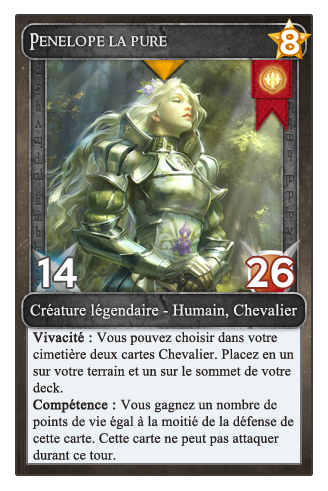 Penelope la pure
8
14
26
Créature légendaire - Humain, Chevalier
Vivacité : Vous pouvez choisir dans votre
cimetière deux cartes Chevalier. Placez en un
sur votre terrain et un sur le sommet de votre
deck.
Compétence : Vous gagnez un nombre de
points de vie égal à la moitié de la défense de
cette carte. Cette carte ne peut pas attaquer
durant ce tour.